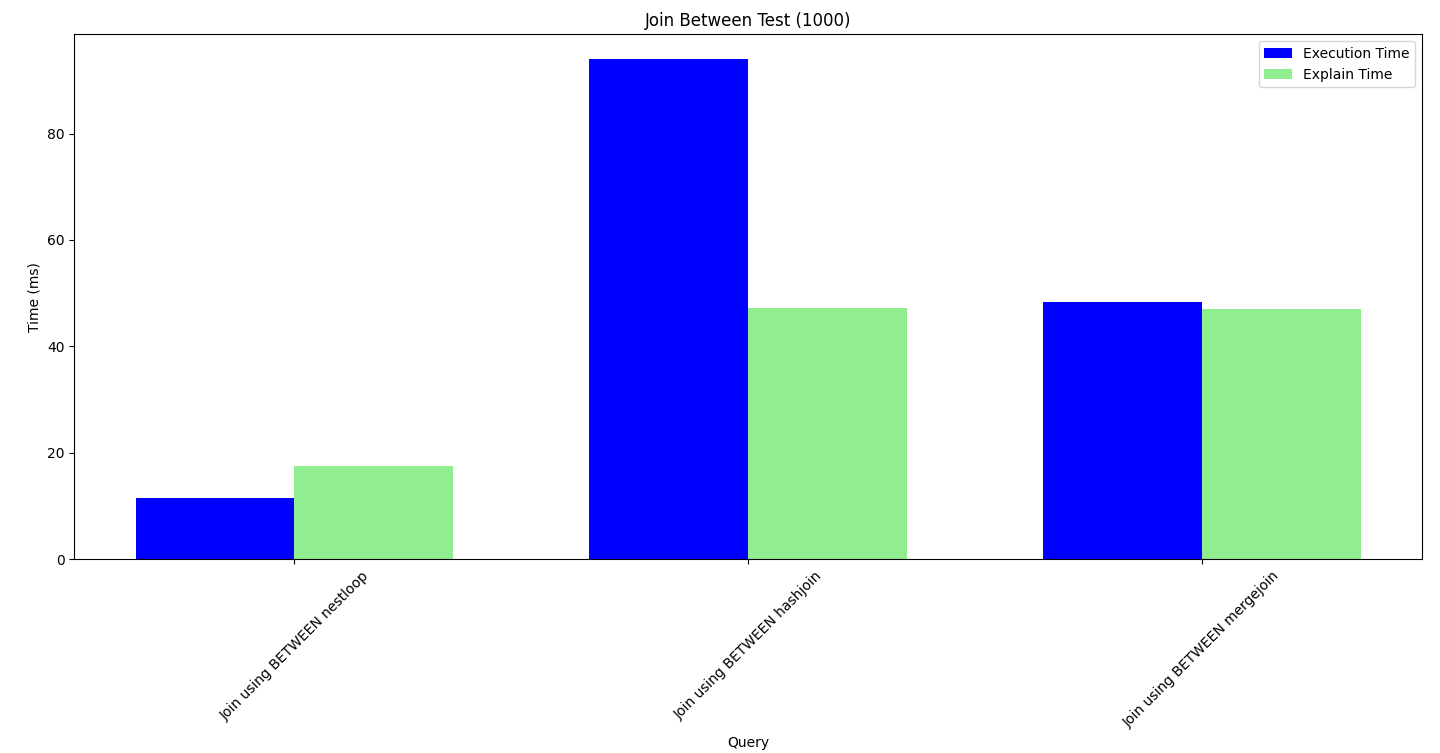 Join Between Test (1000)
Execution Time
Explain Time
80
60
40
20
0
Time (ms)
Join using BETWEEN nestloop
Join using BETWEEN hashjoin
Join using BETWEEN mergejoin
Query